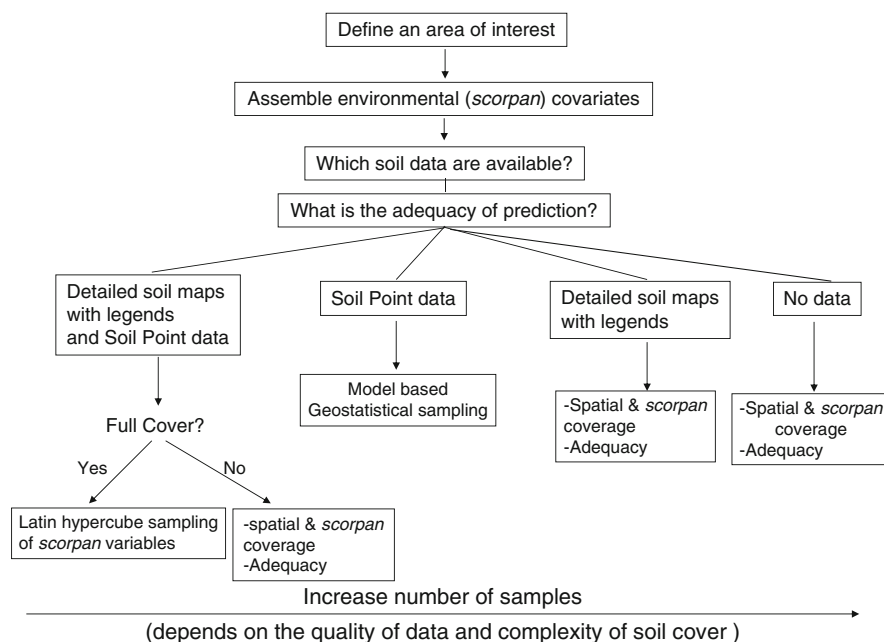 Define an area of interest
Assemble environmental (scorpan) covariates
Which soil data are available?
What is the adequacy of prediction?
Detailed soil maps
with legends
and Soil Point data
Soil Point data
Detailed soil maps
with legends
No data
Model based
Geostatistical sampling
-Spatial & scorpan
coverage
-Adequacy
-Spatial & scorpan
coverage
-Adequacy
Full Cover?
Yes
No
Latin hypercube sampling
of scorpan variables
-spatial & scorpan
coverage
-Adequacy
Increase number of samples
(depends on the quality of data and complexity of soil cover )